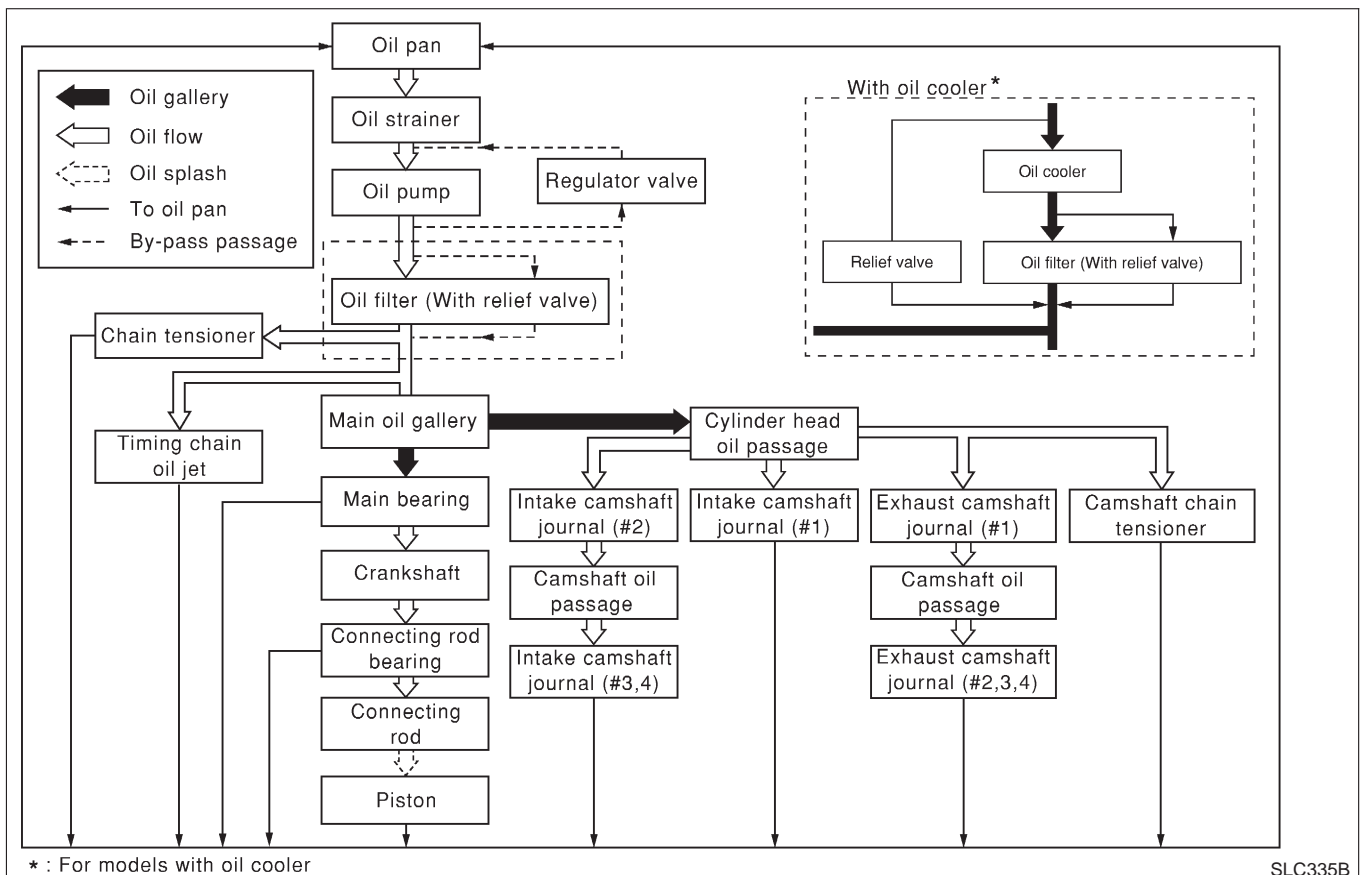 Oil pan
Oil gallery
Oil flow
Oil splash
To oil pan
By-pass passage
Oil strainer
Oil pump
Regulator valve
Oil filter (With relief valve)
Chain tensioner
With oil cooler*
Oil cooler
Relief valve
Oil filter (With relief valve)
Timing chain
oil jet
Main oil gallery
Cylinder head
oil passage
Main bearing
Intake camshaft
journal (#2)
Intake camshaft
journal (#1)
Exhaust camshaft
journal (#1)
Camshaft chain
tensioner
Crankshaft
Camshaft oil
passage
Camshaft oil
passage
Connecting rod
bearing
Intake camshaft
journal (#3,4)
Exhaust camshaft
journal (#2,3,4)
Connecting
rod
Piston
* : For models with oil cooler
SLC335B